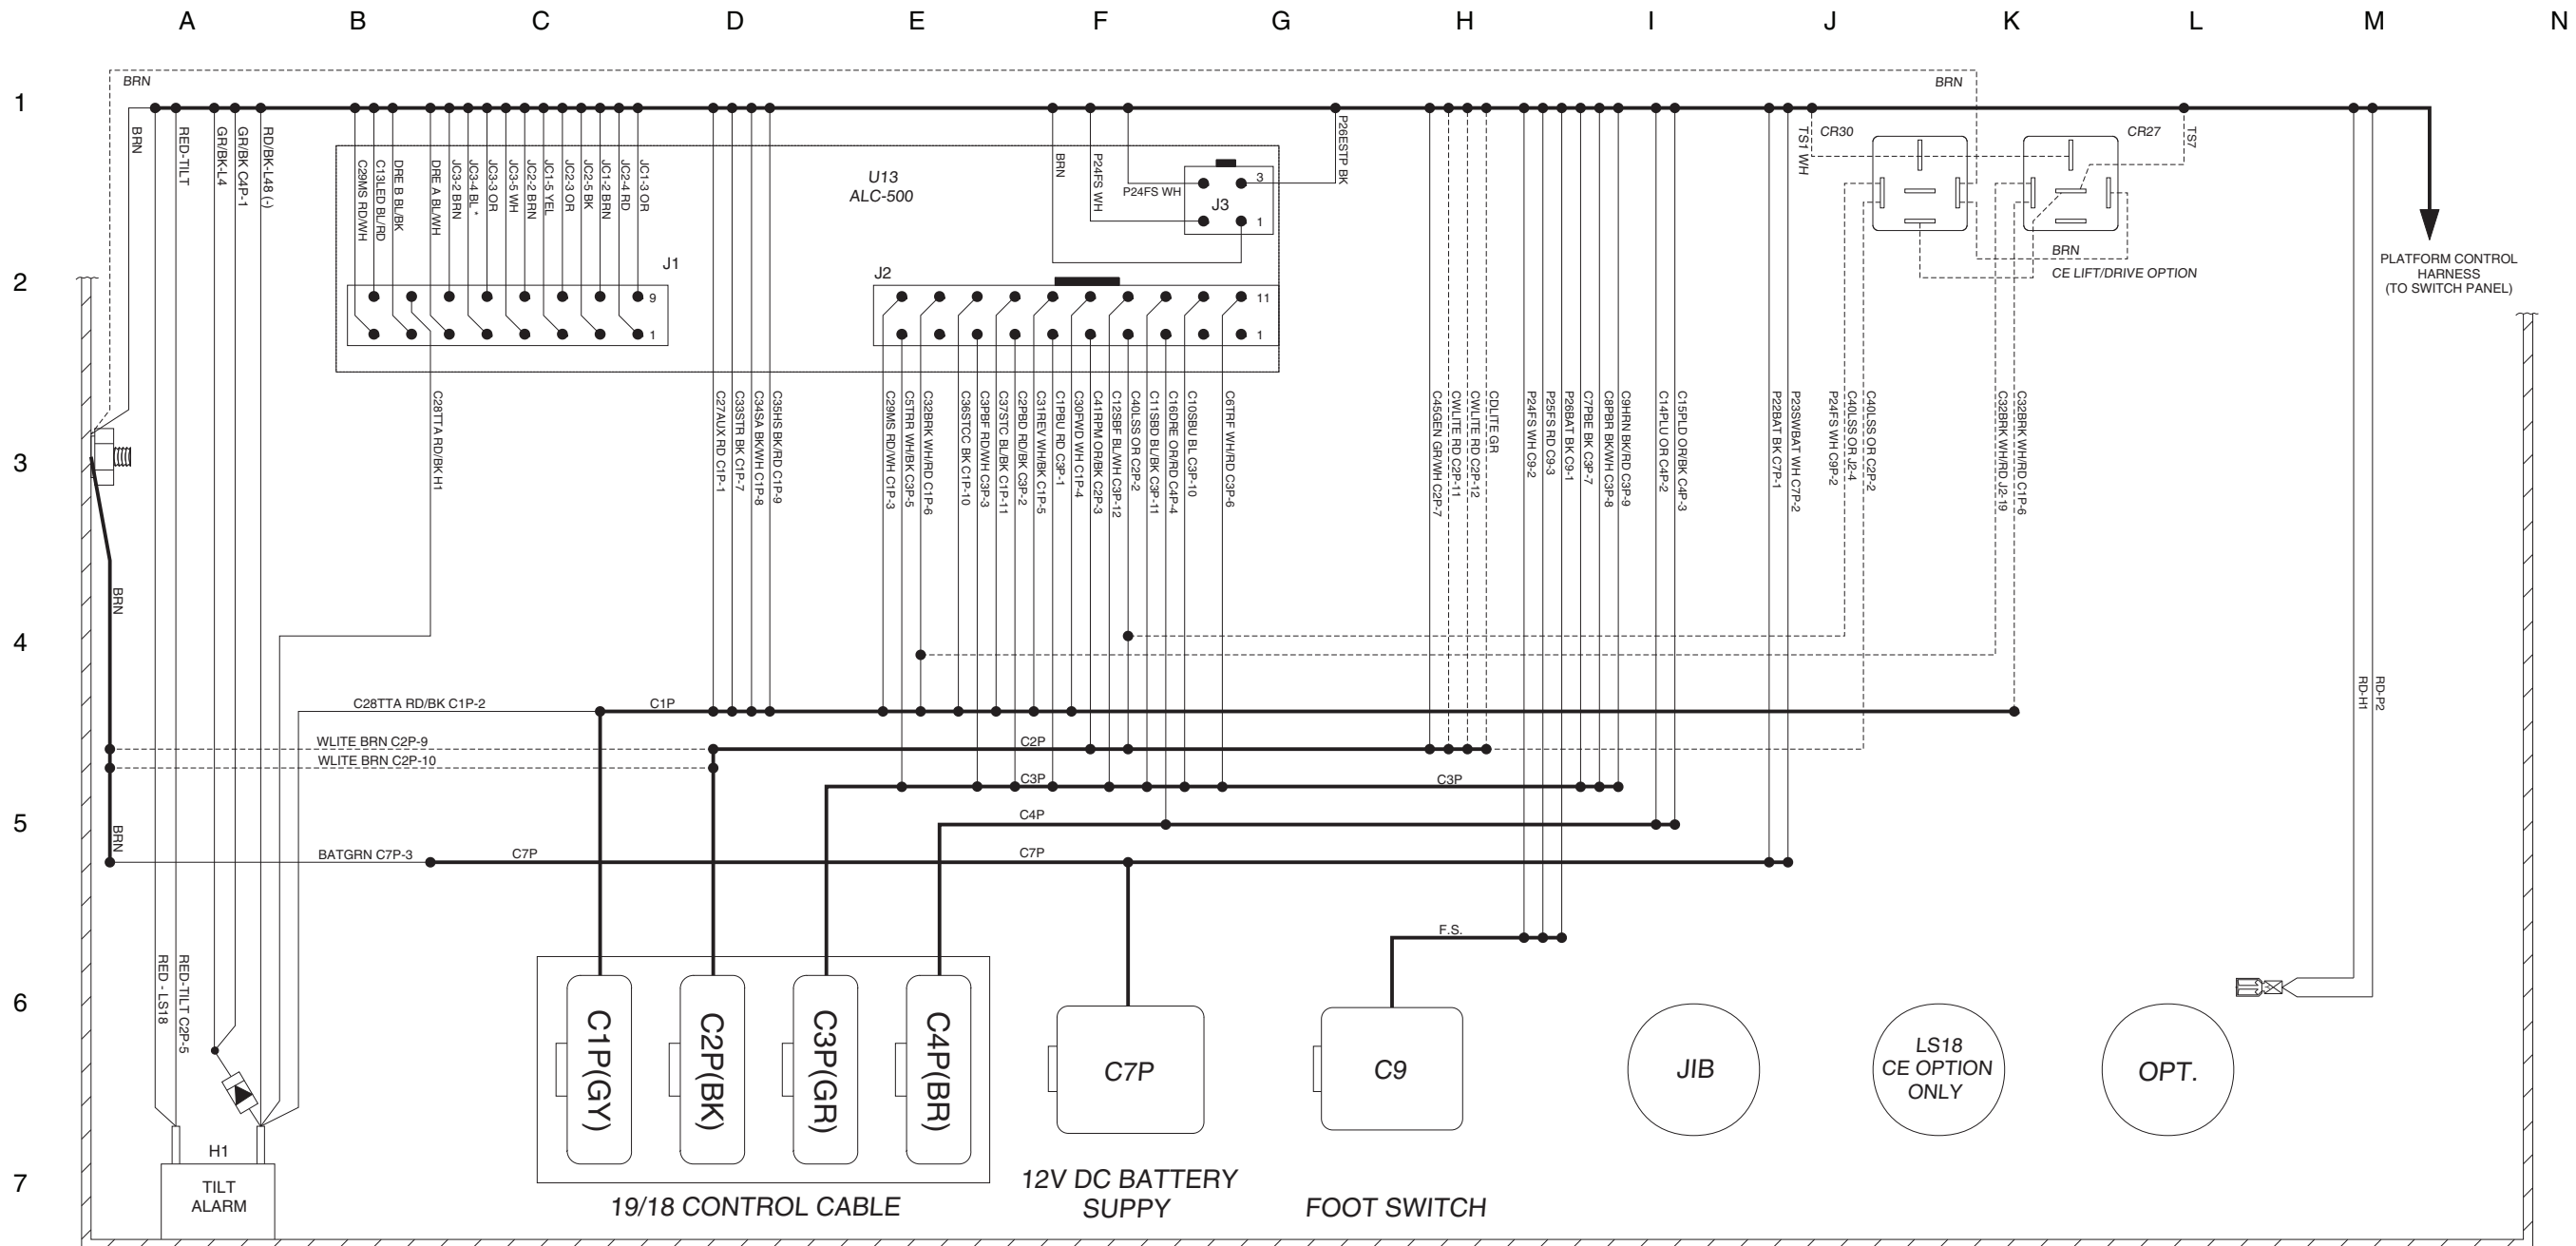 A B C D E F G H I J K L M N
1
2
3
4
5
6
7
BRN
BRN
BRN
RED-TILT
GR/BK-L4
GR/BK C4P-1
RD/BK-L48 (-)
C29MS RD/WH
C13LED BL/RD
DRE B BL/BK
DRE A BL/WH
JC3-2 BRN
JC3-4 BL *
JC3-3 OR
JC3-5 WH
JC2-2 BRN
JC1-5 YEL
JC2-3 OR
JC2-5 BK
JC1-2 BRN
JC2-4 RD
JC1-3 OR
U13
ALC-500
BRN
P24FS WH
P24FS WH
3
J3
1
P26ESTP BK
TS1 WH
CR30
CR27
TS7
BRN
CE LIFT/DRIVE OPTION
PLATFORM CONTROL
HARNESS
(TO SWITCH PANEL)
J1
9
1
J2
11
1
C28TTA RD/BK H1
C27AUX RD C1P-1
C33STR BK C1P-7
C34SA BK/WH C1P-8
C35HS BK/RD C1P-9
C29MS RD/WH C1P-3
C5TRR WH/BK C3P-5
C32BRK WH/RD C1P-6
C36STCC BK C1P-10
C3PBF RD/WH C3P-3
C37STC BL/BK C1P-11
C2PBD RD/BK C3P-2
C31REV WH/BK C1P-5
C1PBU RD C3P-1
C30FWD WH C1P-4
C41RPM OR/BK C2P-3
C12SBF BL/WH C3P-12
C40LSS OR C2P-2
C11SBD BL/BK C3P-11
C16DRE OR/RD C4P-4
C10SBU BL C3P-10
C6TRF WH/RD C3P-6
C45GEN GR/WH C2P-7
CWLITE RD C2P-11
CWLITE RD C2P-12
CDLITE GR
P24FS WH C9-2
P25FS RD C9-3
P26BAT BK C9-1
C7PBE BK C3P-7
C8PBR BK/WH C3P-8
C9HRN BK/RD C3P-9
C14PLU OR C4P-2
C15PLD OR/BK C4P-3
P22BAT BK C7P-1
P23SWBAT WH C7P-2
P24FS WH C9P-2
C40LSS OR J2-4
C40LSS OR C2P-2
C32BRK WH/RD J2-19
C32BRK WH/RD C1P-6
BRN
C28TTA RD/BK C1P-2
C1P
RD-H1
RD-P2
WLITE BRN C2P-9
C2P
WLITE BRN C2P-10
C3P
C3P
C4P
BRN
BATGRN C7P-3
C7P
C7P
F.S.
RED - LS18
RED-TILT C2P-5
C1P(GY)
C2P(BK)
C3P(GR)
C4P(BR)
C7P
C9
JIB
LS18
CE OPTION
ONLY
OPT.
H1
TILT
ALARM
19/18 CONTROL CABLE
12V DC BATTERY
SUPPY
FOOT SWITCH